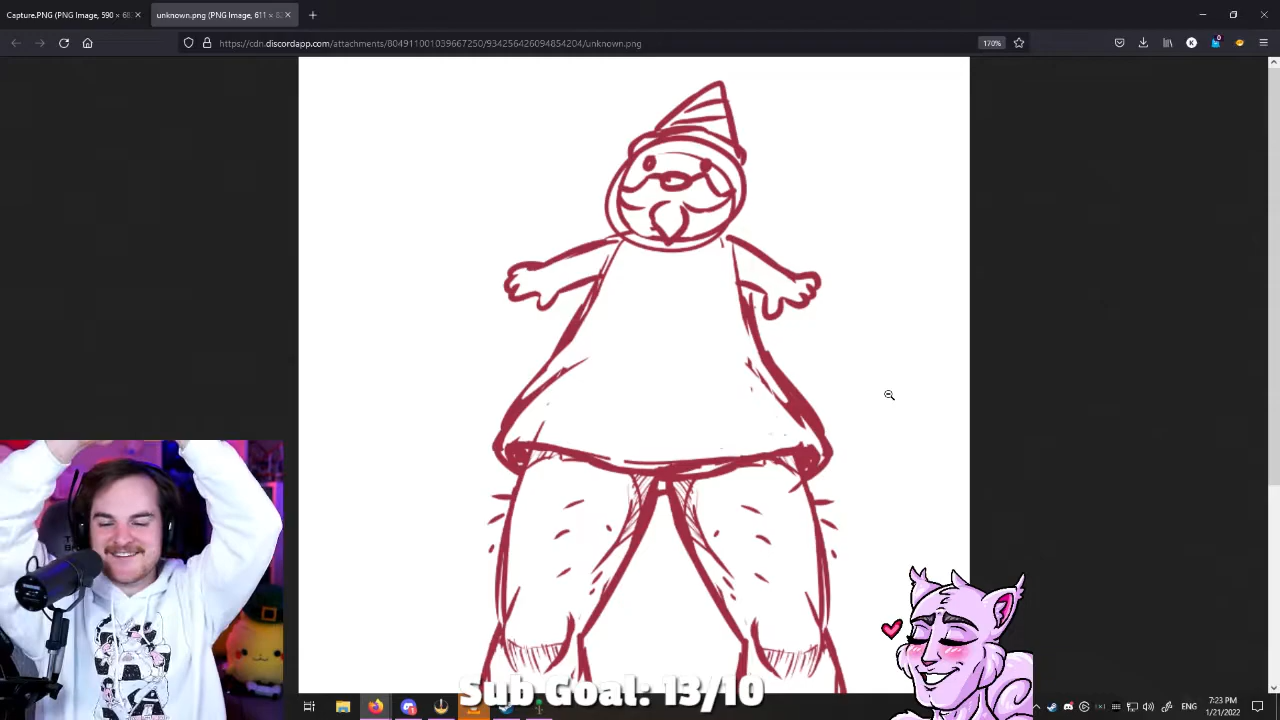 Capture.PNG (PNG Image, 590 × 68
unknown.png (PNG Image, 611 × 8
https://cdn.discordapp.com/attachments/804911001039667250/934256426094854204/unknown.png
170%
Sub Goal: 13/10
ENG
7:23 PM
1/21/2022